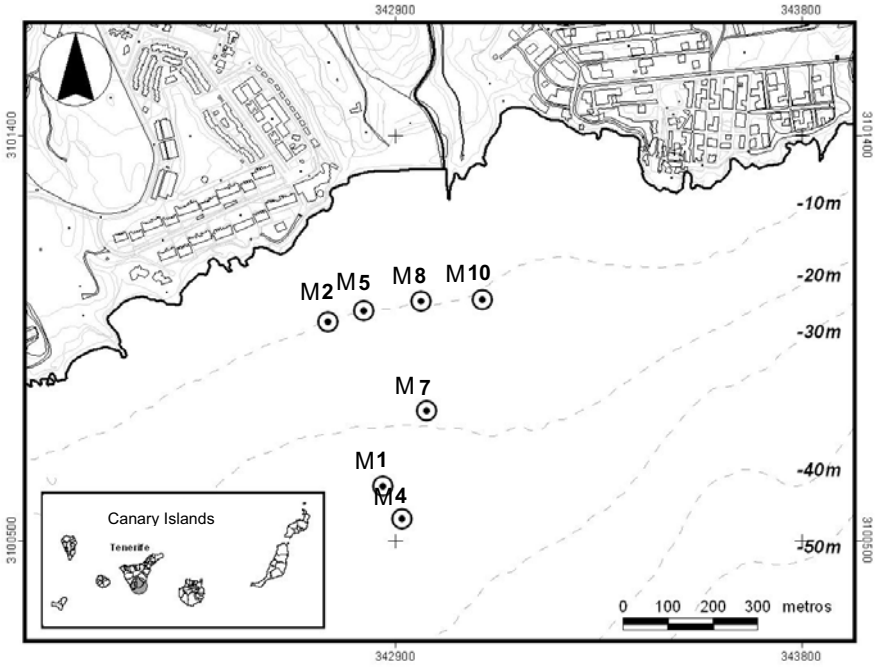 342900 343800
3101400 3101400
-10m
-20m
M2 M5 M8 M10
-30m
M7
M1
-40m
M4
Canary Islands
Tenerife
3100500 -50m 3100500
0 100 200 300 metros
342900 343800